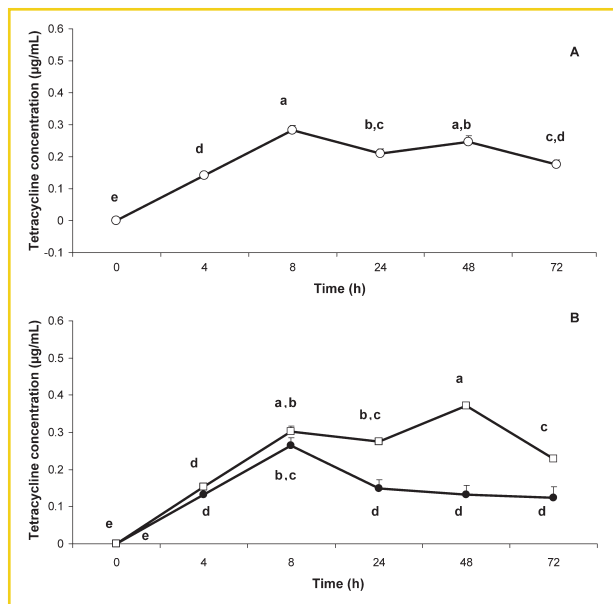 A
Tetracycline concentration (µg/mL)
0.6
0.5
0.4
0.3
0.2
0.1
0
-0.1
e
d
a
b,c
a,b
c,d
0 4 8 24 48 72
Time (h)
B
Tetracycline concentration (µg/mL)
0.6
0.5
0.4
0.3
0.2
0.1
0
e
d
a,b
b,c
a
c
e
d
b,c
d
d
d
0 4 8 24 48 72
Time (h)